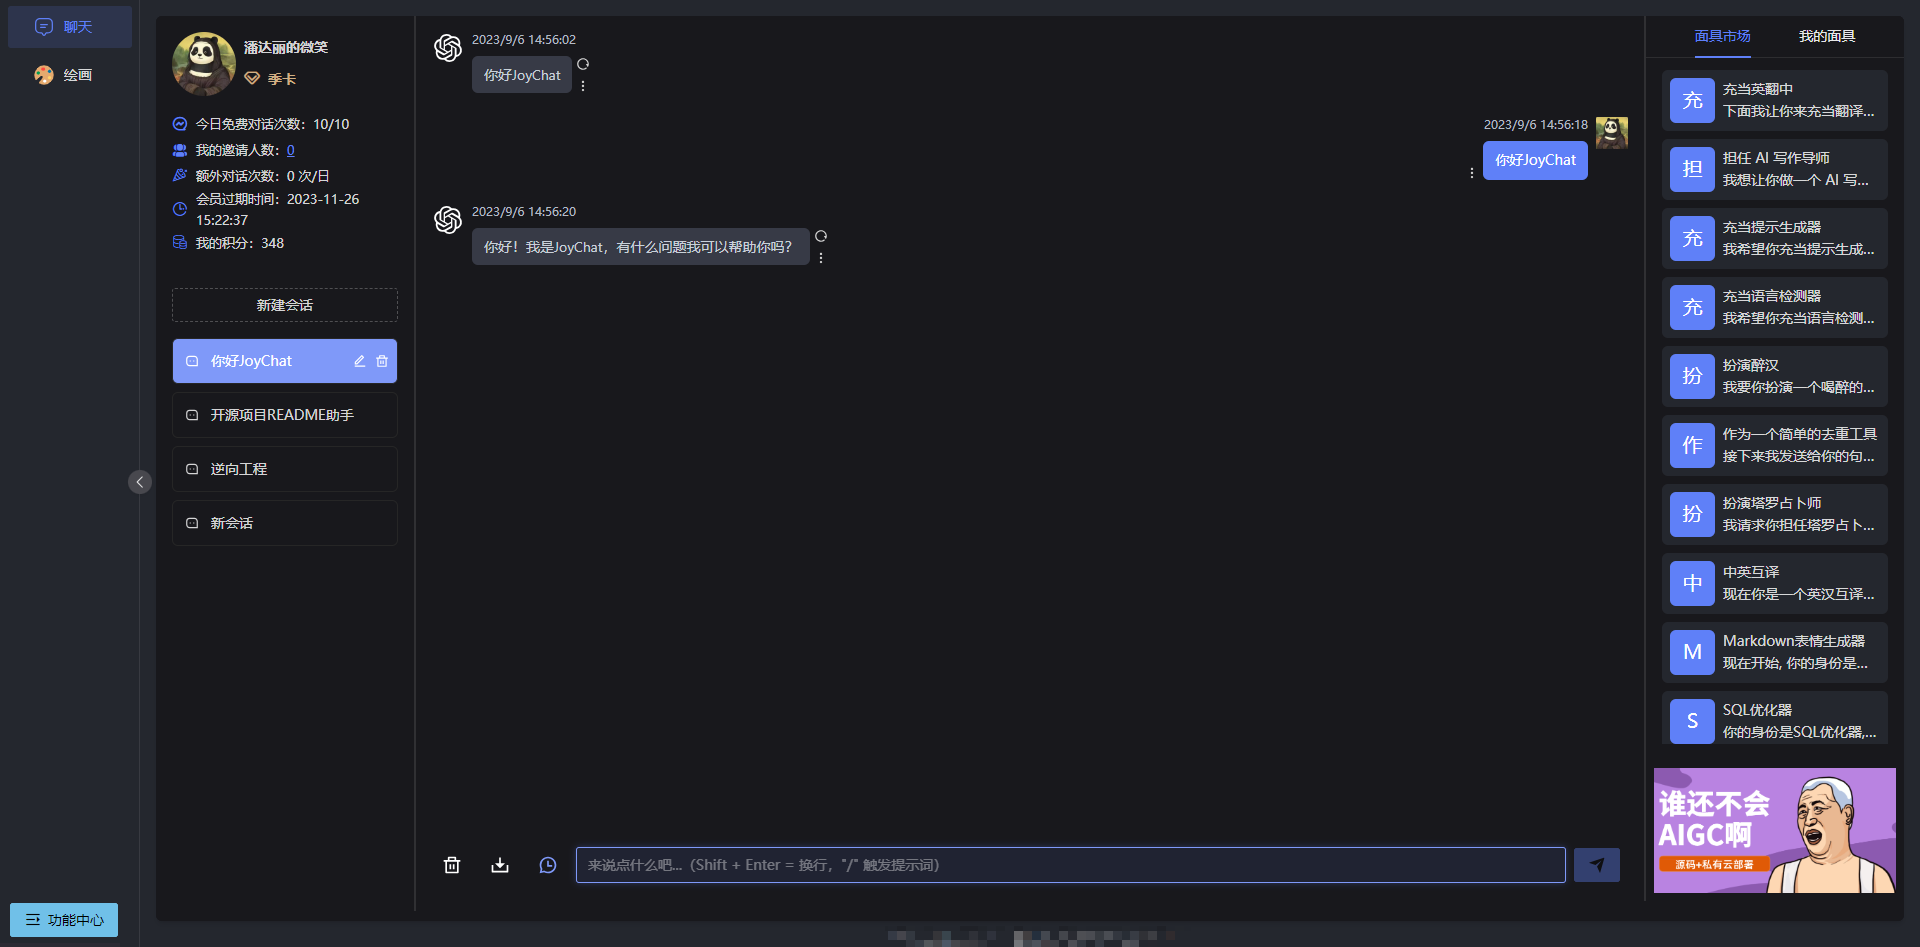 聊天
绘画
功能中心
潘达丽的微笑
季卡
今日免费对话次数：10/10
我的邀请人数：0
额外对话次数：0 次/日
会员过期时间：2023-11-26
15:22:37
我的积分：348
新建会话
你好JoyChat
开源项目README助手
逆向工程
新会话
2023/9/6 14:56:02
你好JoyChat
2023/9/6 14:56:18
你好JoyChat
2023/9/6 14:56:20
你好！我是JoyChat，有什么问题我可以帮助你吗？
来说点什么吧...（Shift + Enter = 换行，"/" 触发提示词）
面具市场 我的面具
充
充当英翻中
下面我让你来充当翻译...
担
担任 AI 写作导师
我想让你做一个 AI 写...
充
充当提示生成器
我希望你充当提示生成...
充
充当语言检测器
我希望你充当语言检测...
扮
扮演醉汉
我要你扮演一个喝醉的...
作
作为一个简单的去重工具
接下来我发送给你的句...
扮
扮演塔罗占卜师
我请求你担任塔罗占卜...
中
中英互译
现在你是一个英汉互译...
M
Markdown表情生成器
现在开始, 你的身份是...
S
SQL优化器
你的身份是SQL优化器,...
谁还不会
AIGC啊
源码+私有云部署